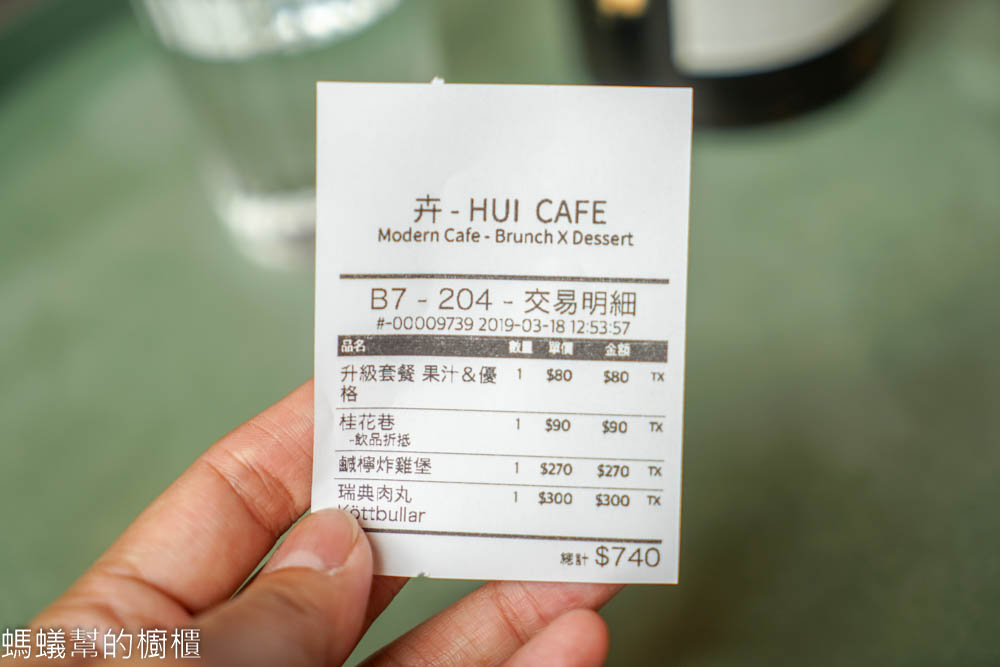 卉 - HUI CAFE
Modern Cafe - Brunch X Dessert
B7 - 204 - 交易明細
#-00009739 2019-03-18 12:53:57
品名 數量 單價 金額
升級套餐 果汁＆優 1 $80 $80 TX
格
桂花巷 1 $90 $90 TX
-飲品折抵
鹹檸炸雞堡 1 $270 $270 TX
瑞典肉丸 1 $300 $300 TX
Köttbullar
總計 $740
螞蟻幫的櫥櫃